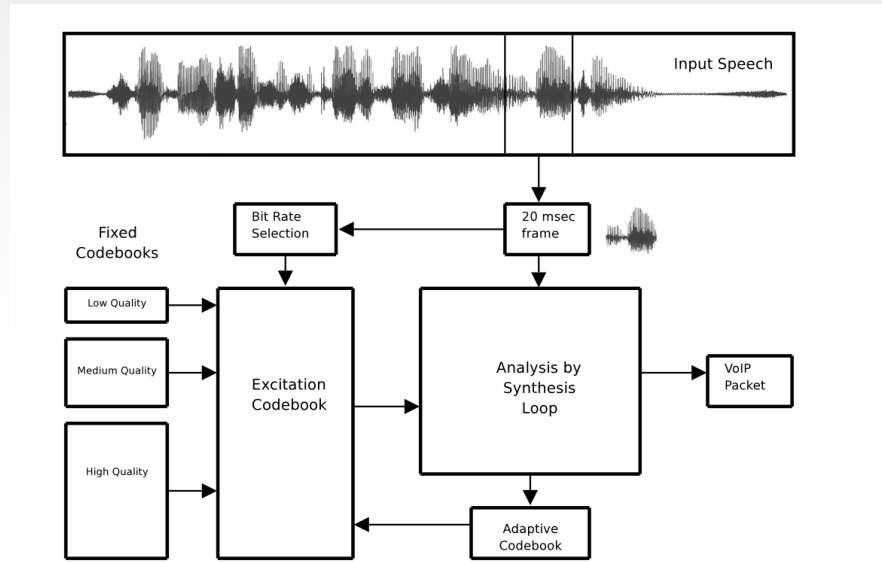 Input Speech
Bit Rate
Selection
20 msec
frame
Fixed
Codebooks
Low Quality
Medium Quality
High Quality
Excitation
Codebook
Analysis by
Synthesis
Loop
VoIP
Packet
Adaptive
Codebook